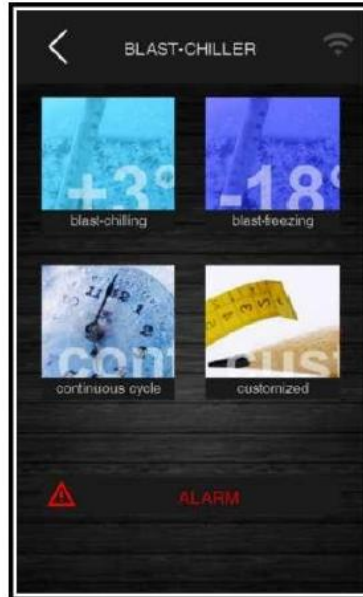 BLAST-CHILLER
+3°
-18°
blast-chilling
blast-freezing
cont
cust
continuous cycle
customized
ALARM